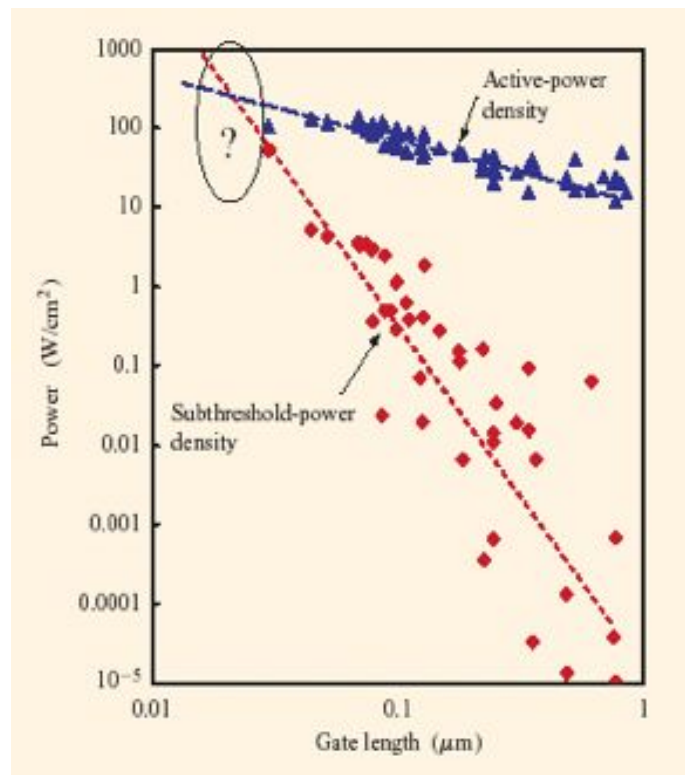 1000
100
10
1
0.1
0.01
0.001
0.0001
10⁻⁵
Power (W/cm²)
Active-power
density
?
Subthreshold-power
density
0.01
0.1
1
Gate length (μm)